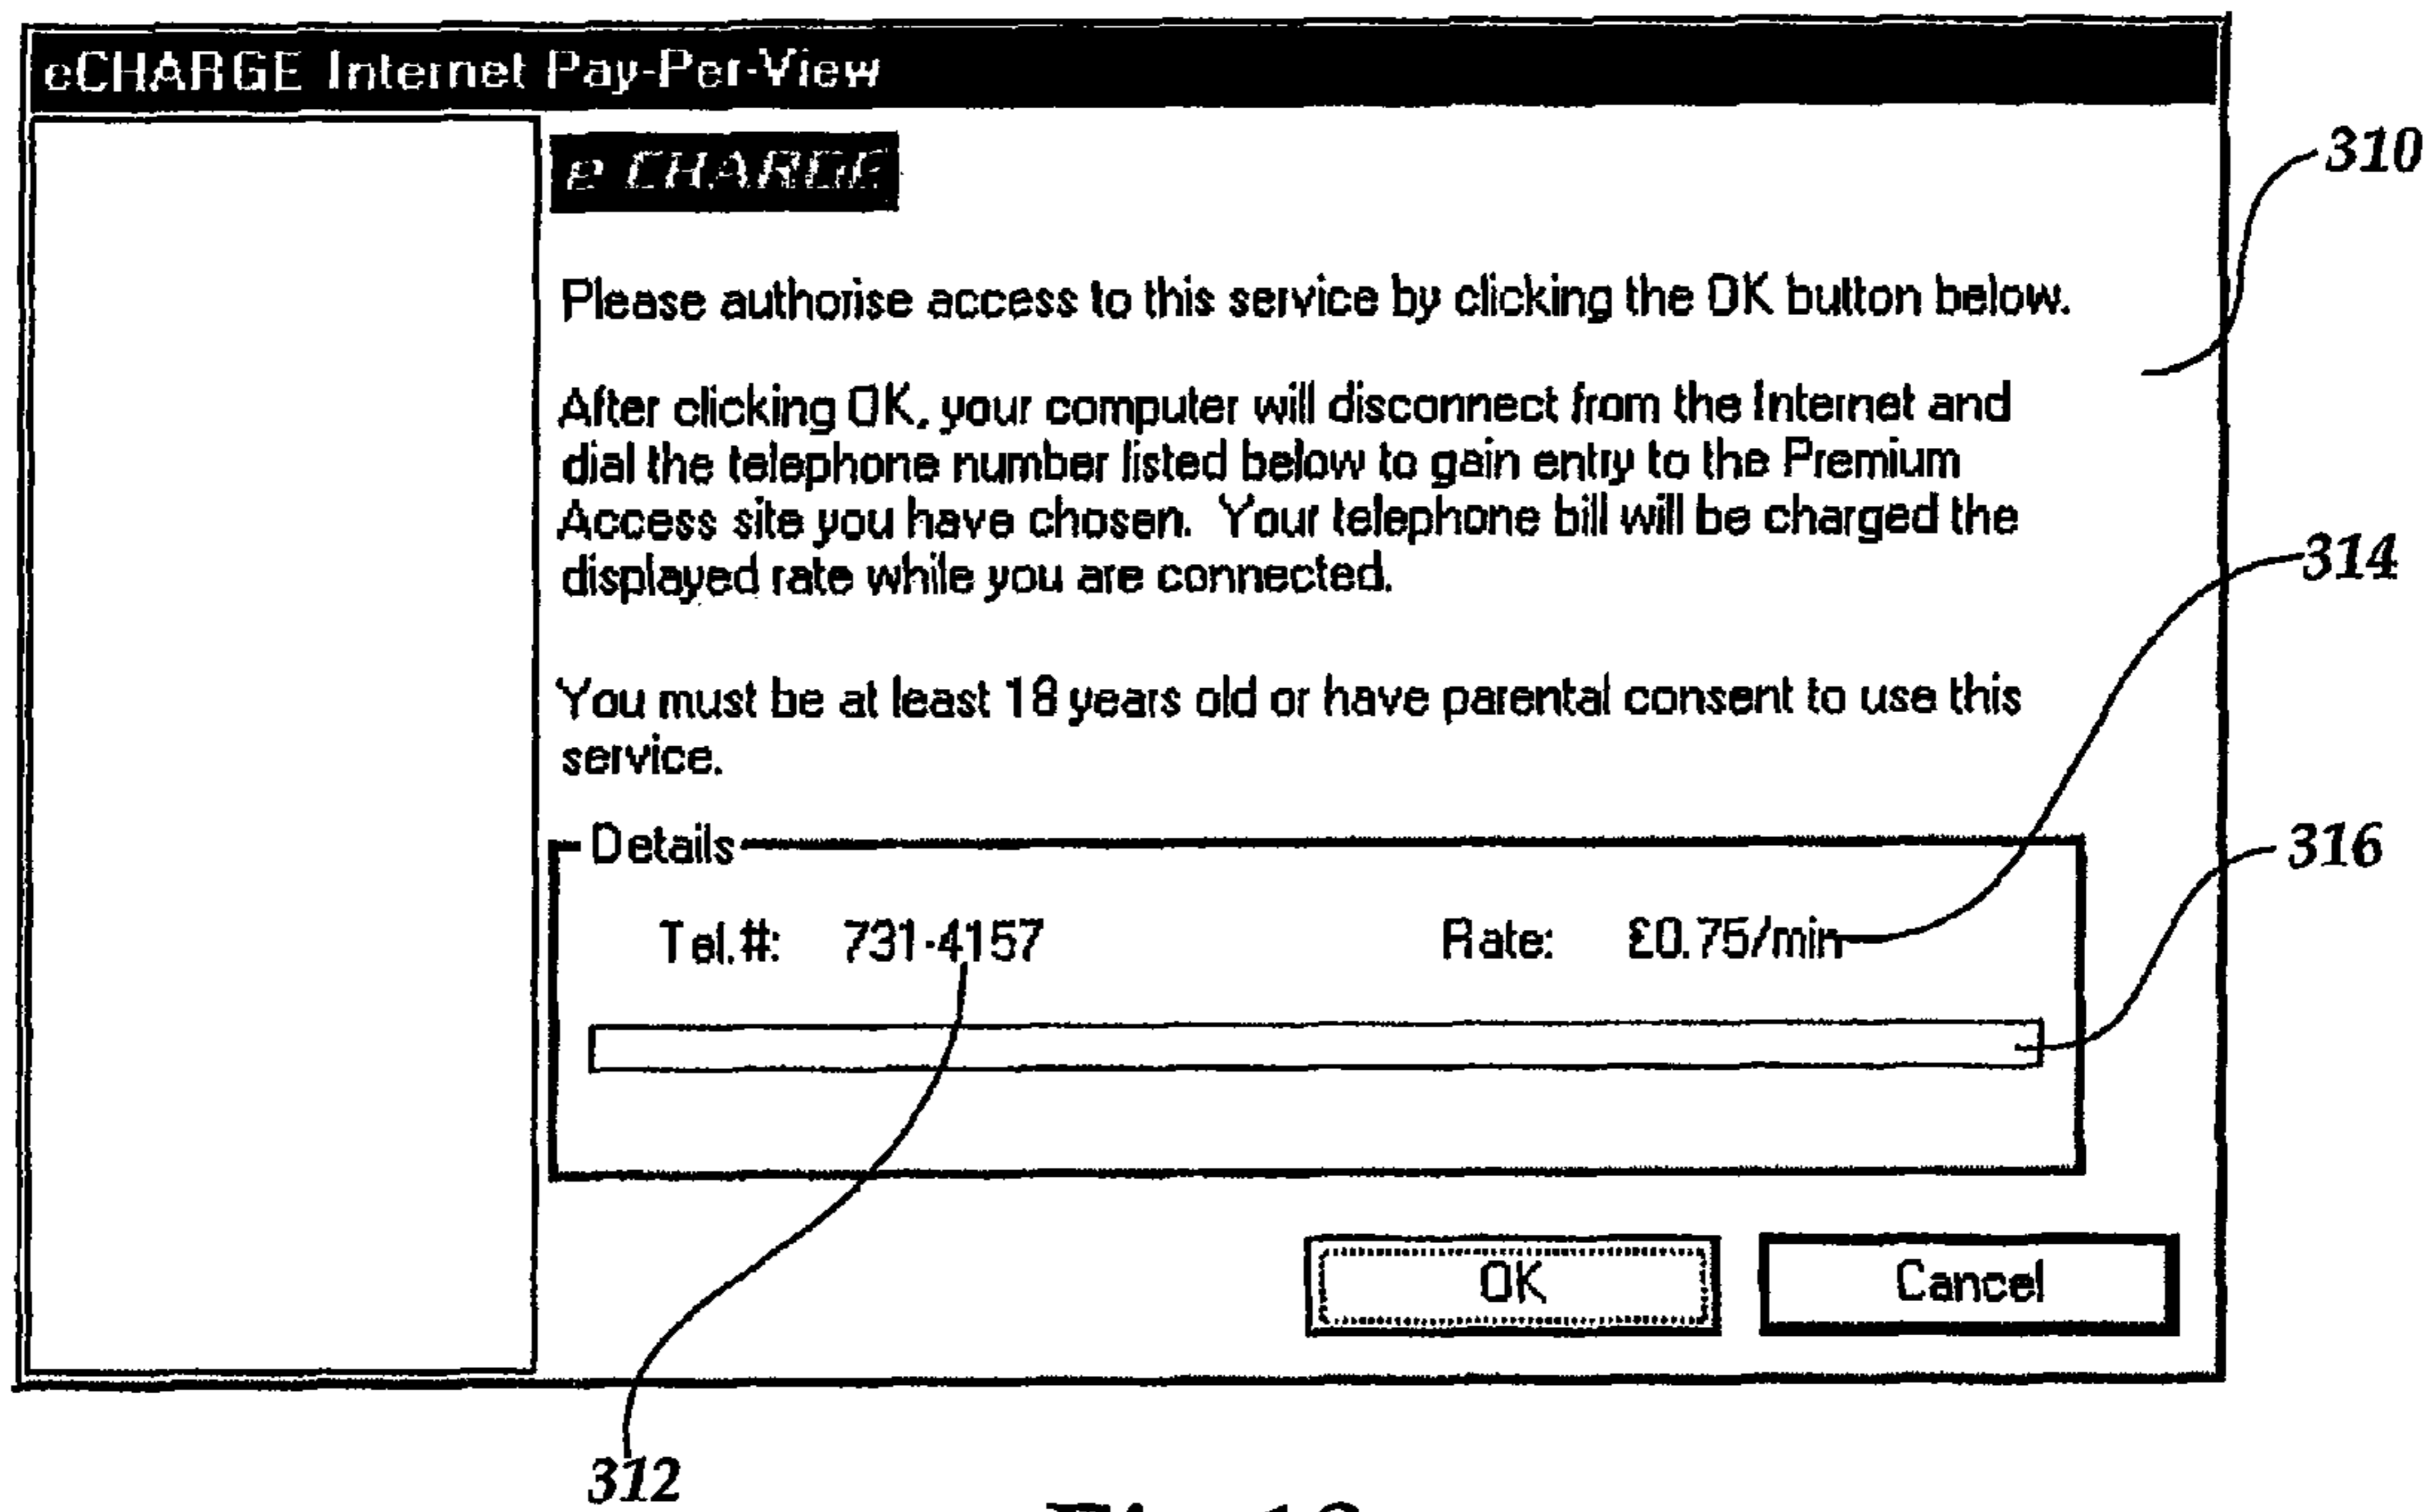 eCHARGE Internet Pay-Per-View
e CHARGE
310
Please authorise access to this service by clicking the OK button below.
After clicking OK, your computer will disconnect from the Internet and
dial the telephone number listed below to gain entry to the Premium
Access site you have chosen. Your telephone bill will be charged the
displayed rate while you are connected.
314
You must be at least 18 years old or have parental consent to use this
service.
Details
316
Tel.#: 731-4157 Rate: £0.75/min
OK Cancel
312